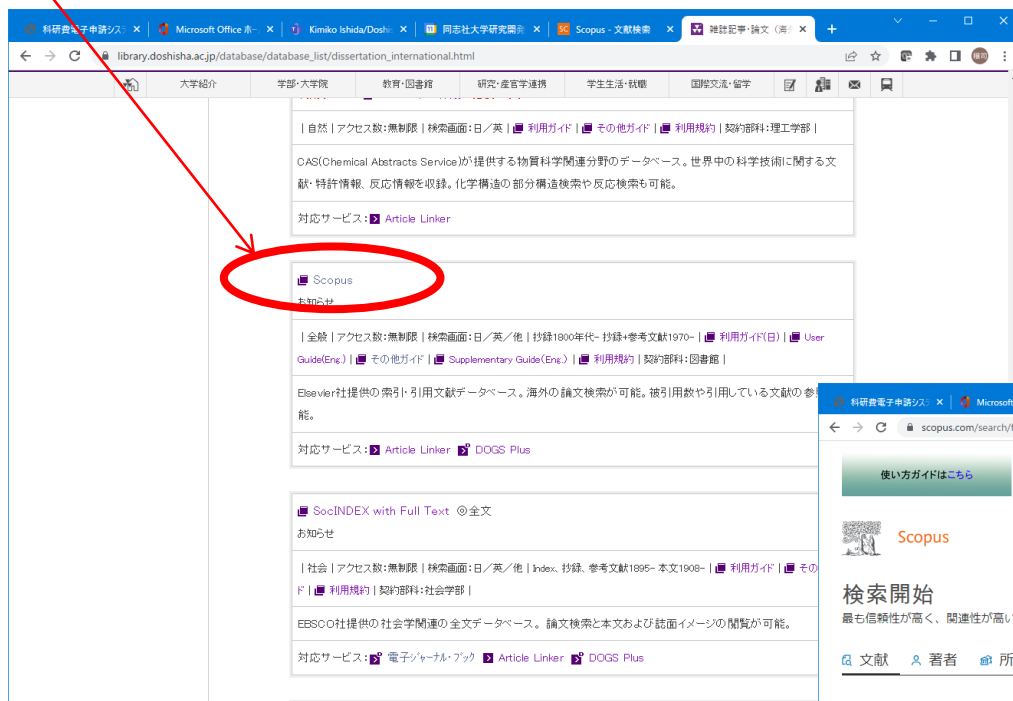 科研費電子申請シス
Microsoft Office ホー
Kimiko Ishida/Doshi
同志社大学研究開発
Scopus - 文献検索
雑誌記事・論文（海外
library.doshisha.ac.jp/database/database_list/dissertation_international.html
大学紹介 学部・大学院 教育・図書館 研究・産官学連携 学生生活・就職 国際交流・留学
| 自然 | アクセス数:無制限 | 検索画面:日／英 | 利用ガイド | その他ガイド | 利用規約 | 契約部科:理工学部 |
CAS(Chemical Abstracts Service)が提供する物質科学関連分野のデータベース。世界中の科学技術に関する文
献・特許情報、反応情報を収録。化学構造の部分構造検索や反応検索も可能。
対応サービス: Article Linker
Scopus
お知らせ
| 全般 | アクセス数:無制限 | 検索画面:日／英／他 | 抄録1800年代- 抄録+参考文献1970- | 利用ガイド(日) | User
Guide(Eng.) | その他ガイド | Supplementary Guide(Eng.) | 利用規約 | 契約部科:図書館 |
Elsevier社提供の索引・引用文献データベース。海外の論文検索が可能。被引用数や引用している文献の参
能。
対応サービス: Article Linker DOGS Plus
SocINDEX with Full Text ◎全文
お知らせ
| 社会 | アクセス数:無制限 | 検索画面:日／英／他 | Index、抄録、参考文献1895- 本文1908- | 利用ガイド | その
ド | 利用規約 | 契約部科:社会学部 |
EBSCO社提供の社会学関連の全文データベース。論文検索と本文および誌面イメージの閲覧が可能。
対応サービス: 電子ジャーナル・ブック Article Linker DOGS Plus
科研費電子申請シス
Microsoft
scopus.com/search/f
使い方ガイドはこちら
Scopus
検索開始
最も信頼性が高く、関連性が高い
文献 著者 所